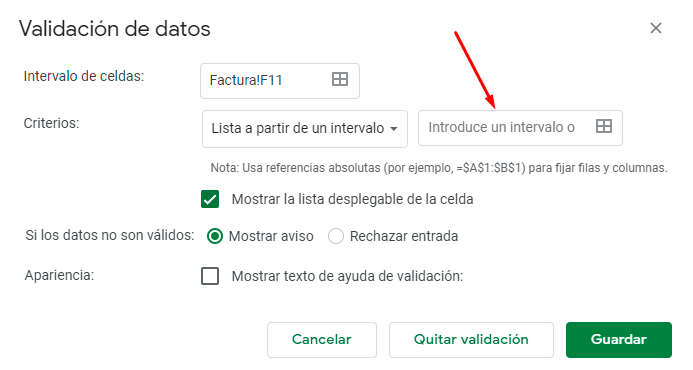 Validación de datos
Intervalo de celdas: Factura!F11
Criterios: Lista a partir de un intervalo Introduce un intervalo o
Nota: Usa referencias absolutas (por ejemplo, =$A$1:$B$1) para fijar filas y columnas.
Mostrar la lista desplegable de la celda
Si los datos no son válidos: Mostrar aviso Rechazar entrada
Apariencia: Mostrar texto de ayuda de validación:
Cancelar Quitar validación Guardar